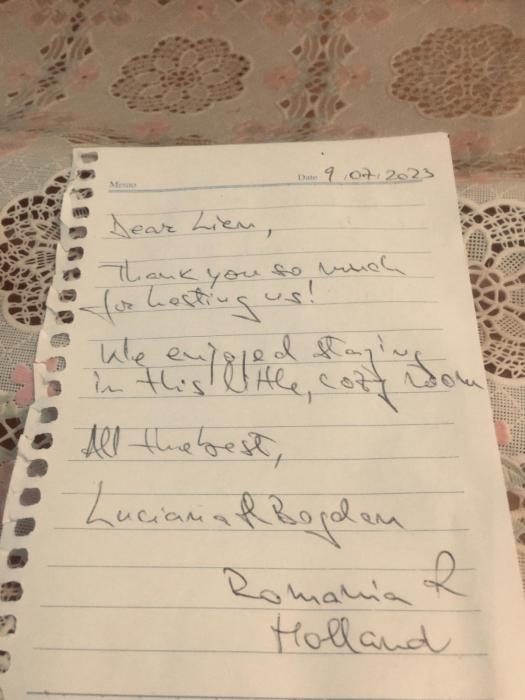 Memo Date 9.07.2023
Dear Lien,
Thank you so much
for hosting us!
We enjoyed staying
in this little, cozy room
All the best,
Luciana & Bogdan
Romania &
Holland